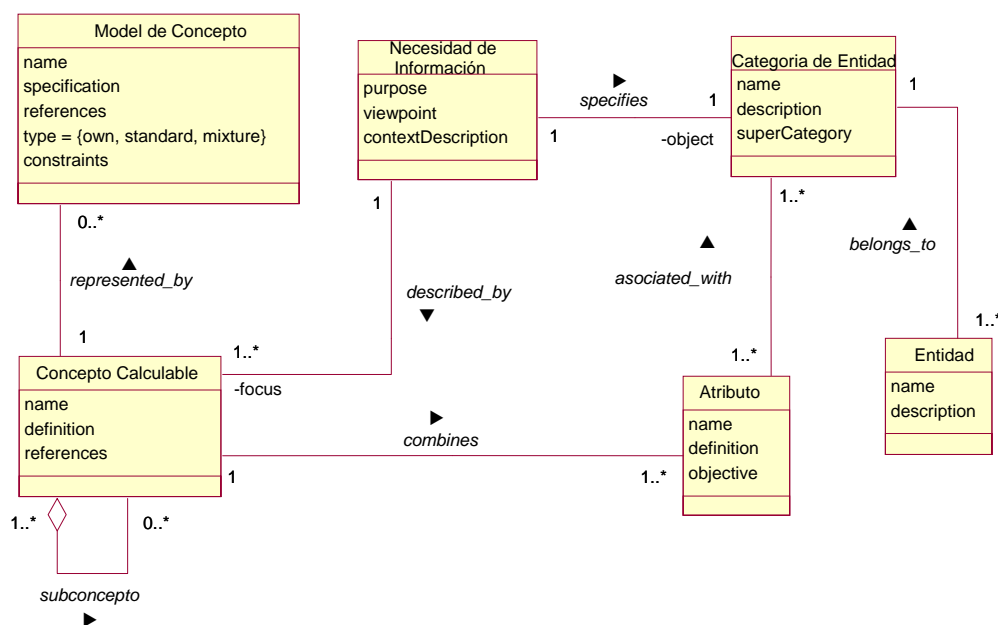 Model de Concepto
name
specification
references
type = {own, standard, mixture}
constraints
Necesidad de
Información
purpose
viewpoint
contextDescription
specifies
1
1
-object
Categoria de Entidad
name
description
superCategory
1
0..*
represented_by
1
1
described_by
1..*
-focus
1..*
asociated_with
1..*
belongs_to
1..*
Concepto Calculable
name
definition
references
combines
1
1..*
Atributo
name
definition
objective
Entidad
name
description
1..*
0..*
subconcepto